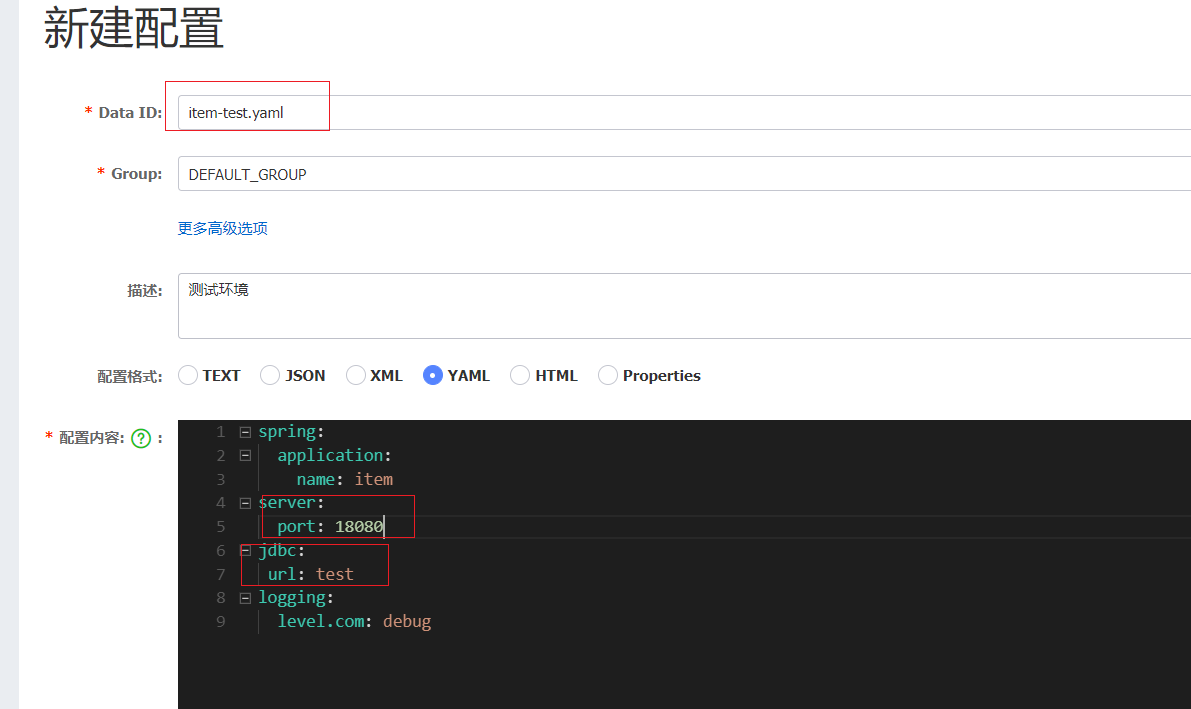 新建配置
* Data ID: item-test.yaml
* Group: DEFAULT_GROUP
更多高级选项
描述: 测试环境
配置格式: TEXT JSON XML YAML HTML Properties
* 配置内容: ? :
1 spring:
2 application:
3 name: item
4 server:
5 port: 18080
6 jdbc:
7 url: test
8 logging:
9 level.com: debug